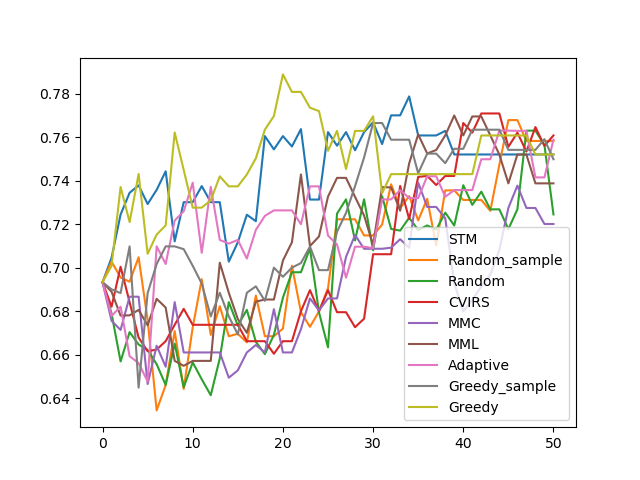 0.78
0.76
0.74
0.72
0.70
0.68
0.66
0.64
0
10
20
30
40
50
STM
Random_sample
Random
CVIRS
MMC
MML
Adaptive
Greedy_sample
Greedy